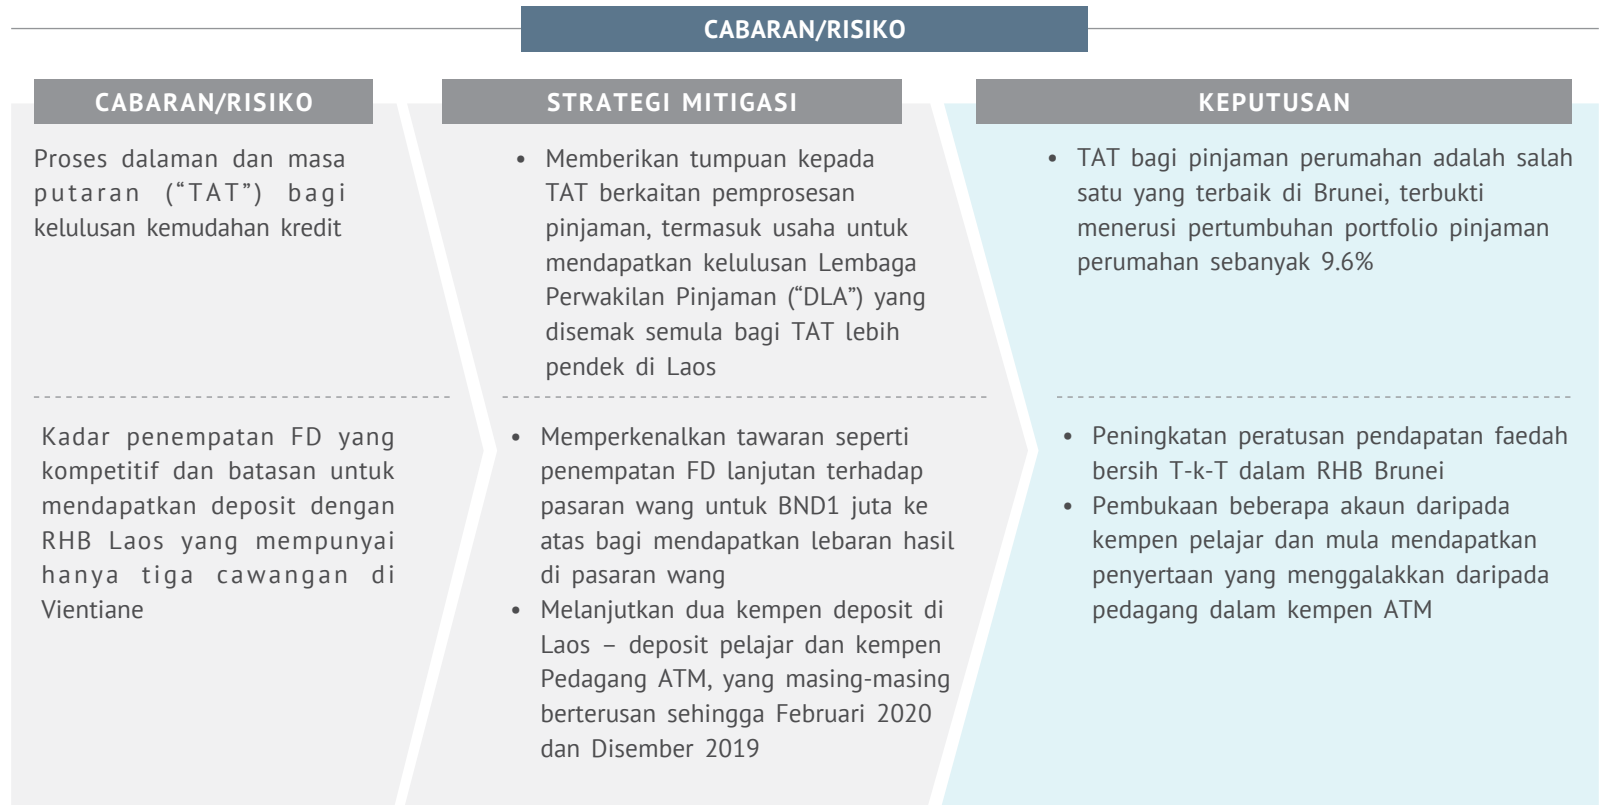 CABARAN/RISIKO
CABARAN/RISIKO
STRATEGI MITIGASI
KEPUTUSAN
Proses dalaman dan masa
putaran (“TAT”) bagi
kelulusan kemudahan kredit
• Memberikan tumpuan kepada
TAT berkaitan pemprosesan
pinjaman, termasuk usaha untuk
mendapatkan kelulusan Lembaga
Perwakilan Pinjaman (“DLA”) yang
disemak semula bagi TAT lebih
pendek di Laos
• TAT bagi pinjaman perumahan adalah salah
satu yang terbaik di Brunei, terbukti
menerusi pertumbuhan portfolio pinjaman
perumahan sebanyak 9.6%
Kadar penempatan FD yang
kompetitif dan batasan untuk
mendapatkan deposit dengan
RHB Laos yang mempunyai
hanya tiga cawangan di
Vientiane
• Memperkenalkan tawaran seperti
penempatan FD lanjutan terhadap
pasaran wang untuk BND1 juta ke
atas bagi mendapatkan lebaran hasil
di pasaran wang
• Melanjutkan dua kempen deposit di
Laos – deposit pelajar dan kempen
Pedagang ATM, yang masing-masing
berterusan sehingga Februari 2020
dan Disember 2019
• Peningkatan peratusan pendapatan faedah
bersih T-k-T dalam RHB Brunei
• Pembukaan beberapa akaun daripada
kempen pelajar dan mula mendapatkan
penyertaan yang menggalakkan daripada
pedagang dalam kempen ATM